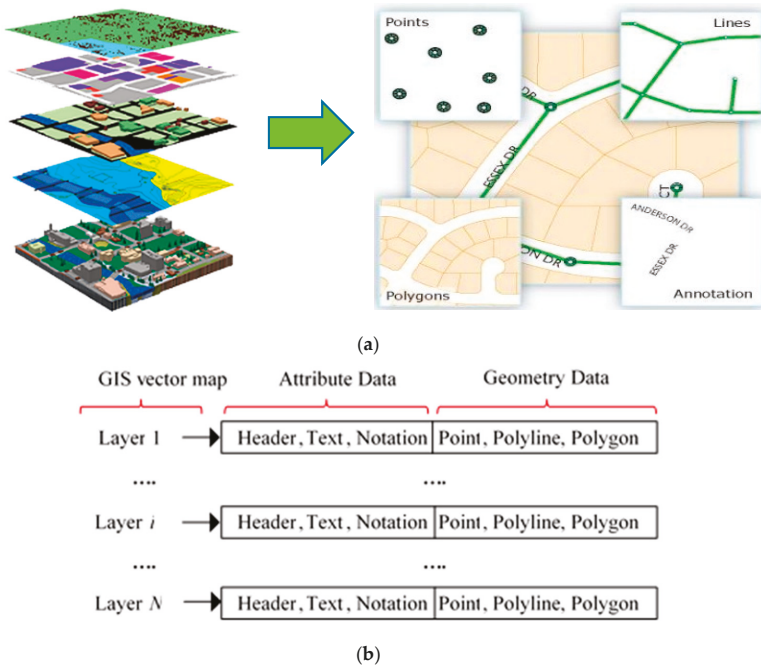 Points
Lines
DR
ESSEX DR
CT
ON DR
Polygons
ANDERSON DR
ESSEX DR
Annotation
(a)
GIS vector map
Attribute Data
Geometry Data
Layer 1
Header, Text, Notation
Point, Polyline, Polygon
....
....
Layer i
Header, Text, Notation
Point, Polyline, Polygon
....
....
Layer N
Header, Text, Notation
Point, Polyline, Polygon
(b)